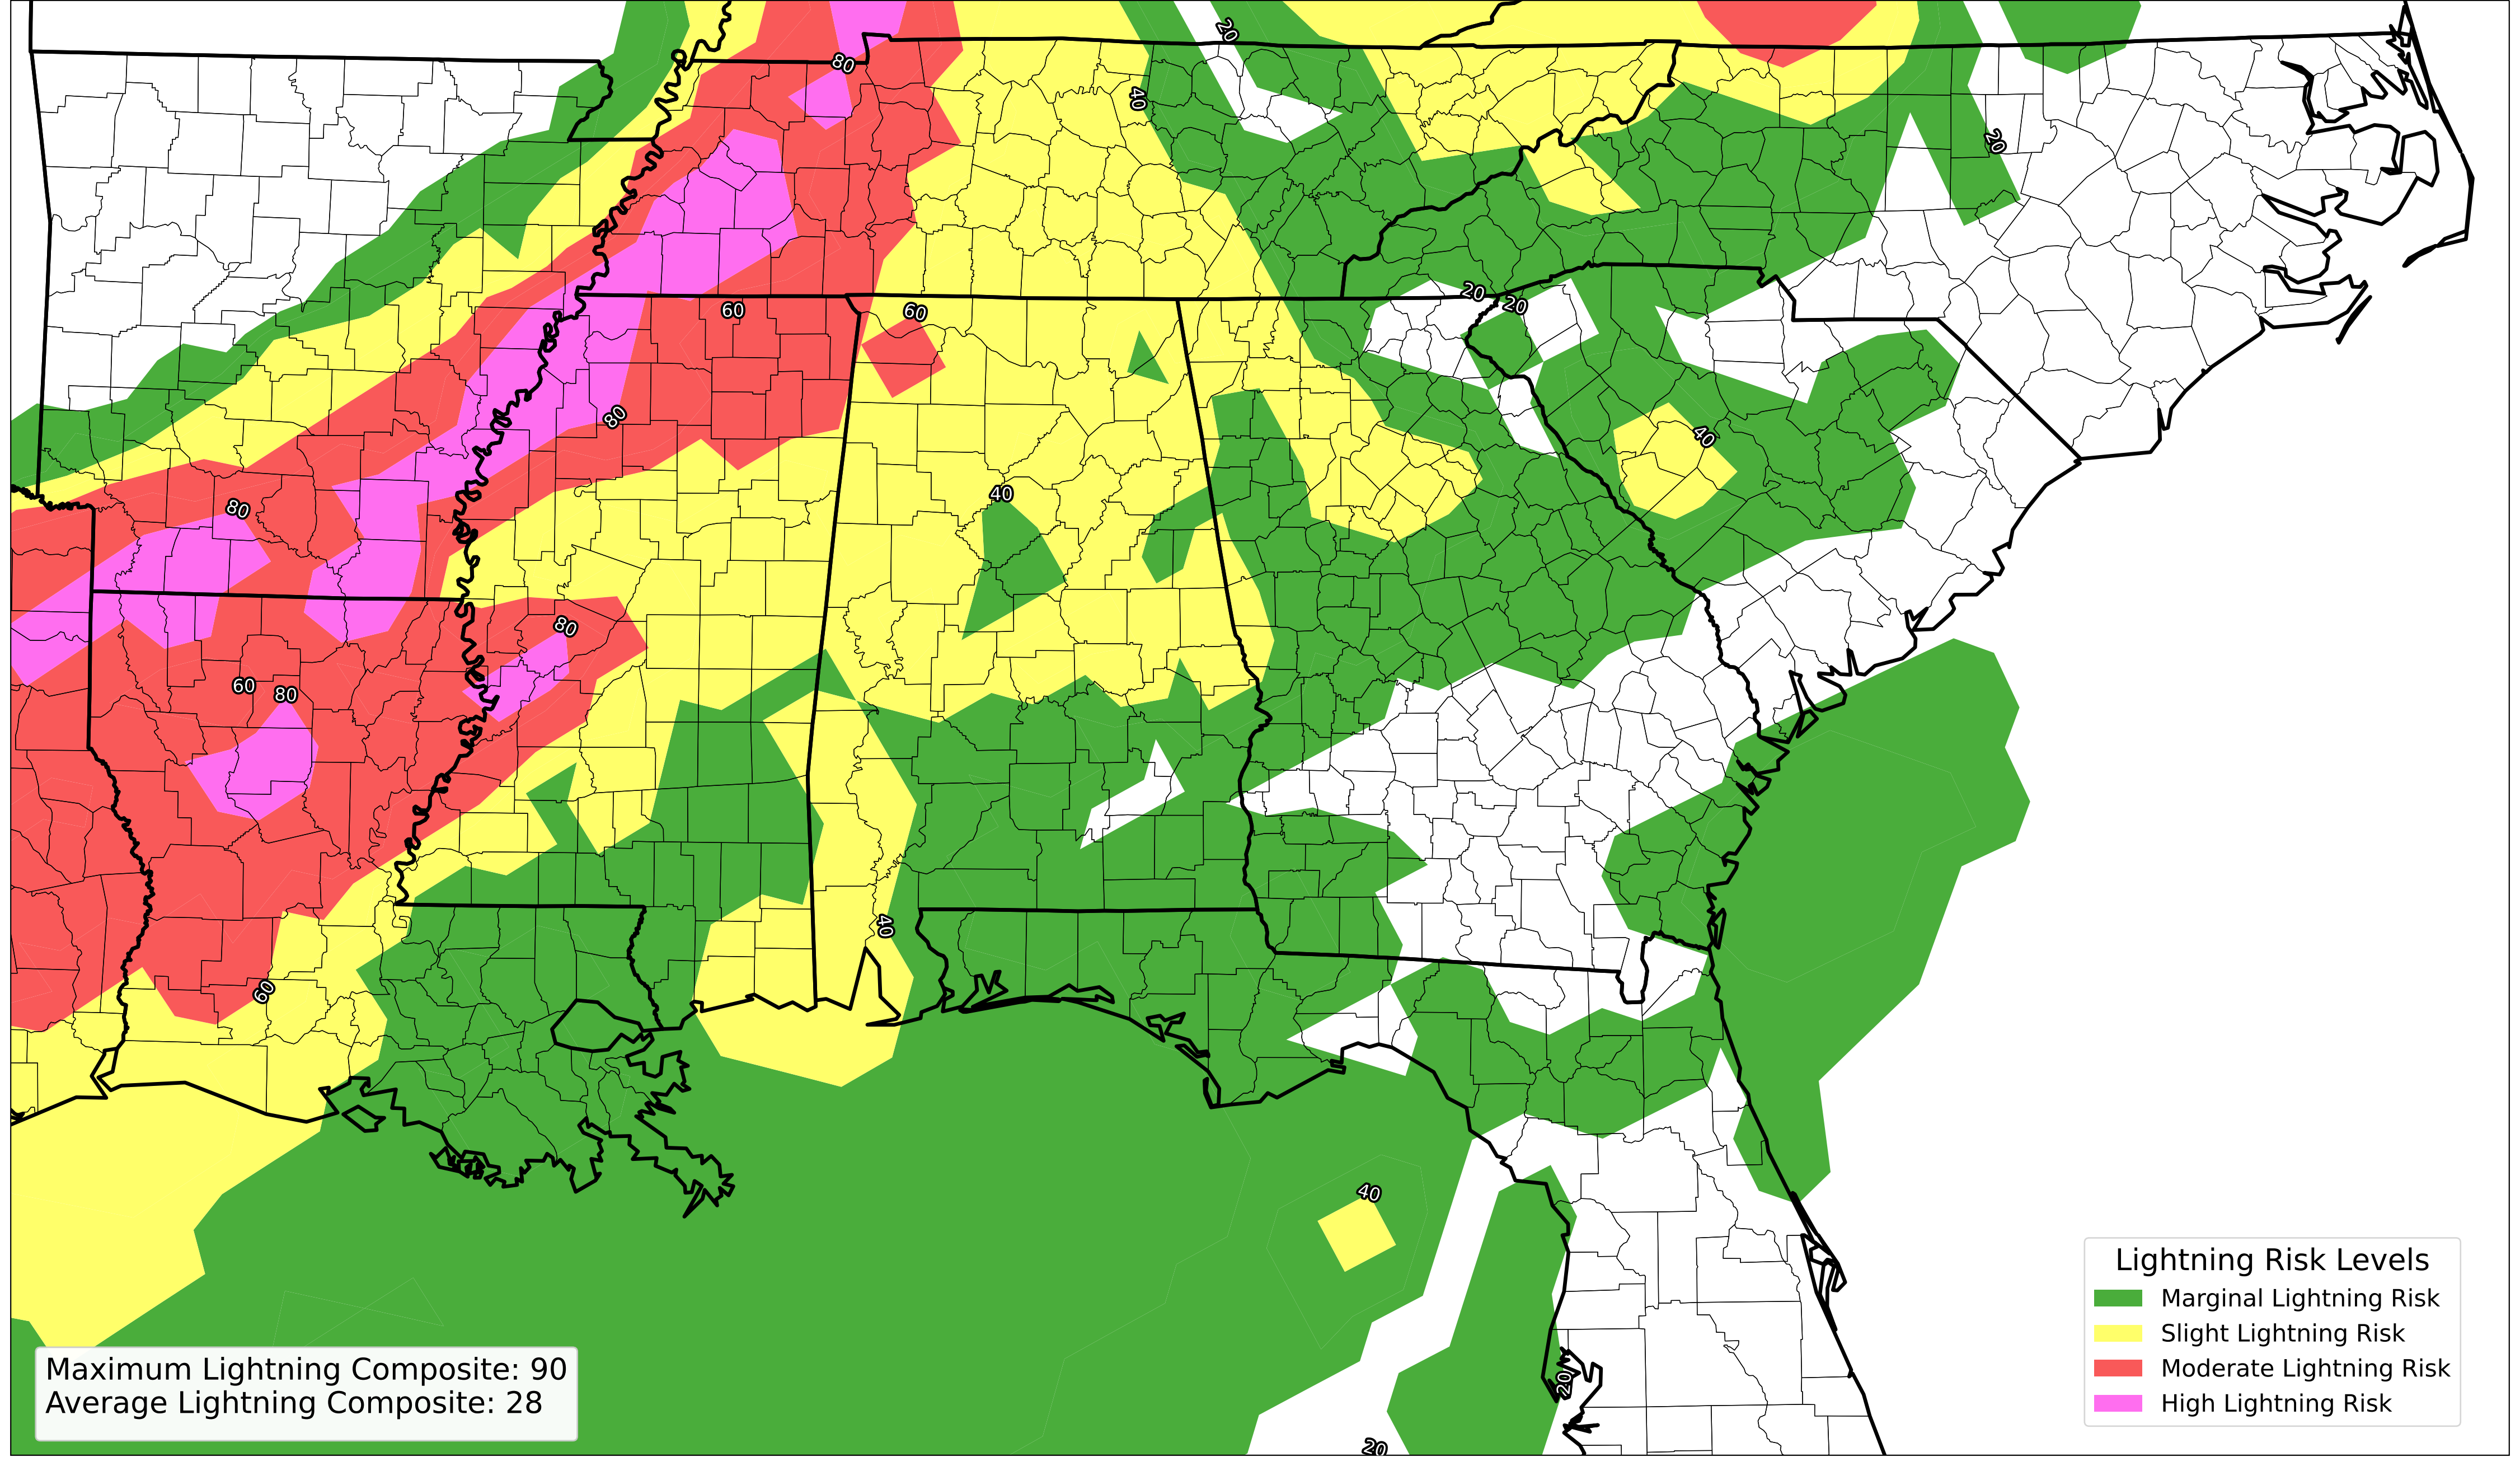 20
80
40
20
20
20
60
60
80
40
40
80
80
60
80
40
60
40
20
20
Lightning Risk Levels
Marginal Lightning Risk
Slight Lightning Risk
Moderate Lightning Risk
High Lightning Risk
Maximum Lightning Composite: 90
Average Lightning Composite: 28